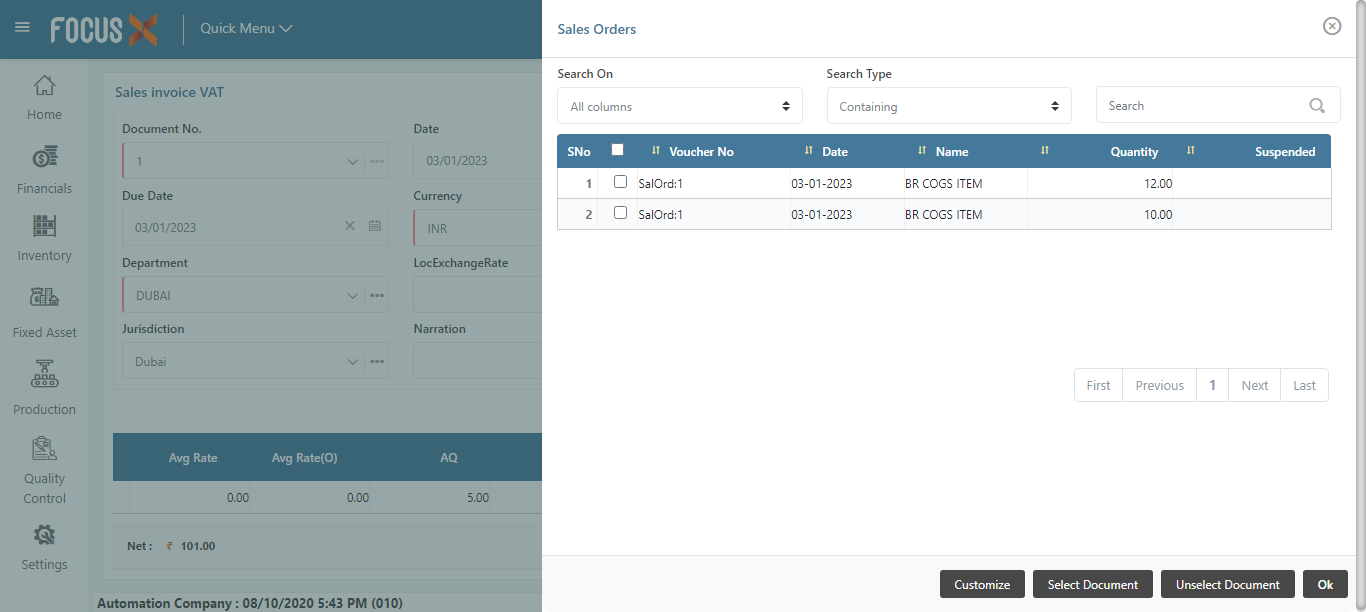 FOCUS X
Quick Menu
Home
Financials
Inventory
Fixed Asset
Production
Quality
Control
Settings
Sales invoice VAT
Document No.
Date
1
03/01/2023
Due Date
Currency
03/01/2023
INR
Department
LocExchangeRate
DUBAI
Jurisdiction
Narration
Dubai
Avg Rate Avg Rate(O) AQ
0.00 0.00 5.00
Net : ₹ 101.00
Automation Company : 08/10/2020 5:43 PM (010)
Sales Orders
Search On
Search Type
All columns
Containing
Search
SNo Voucher No Date Name Quantity Suspended
1 SalOrd:1 03-01-2023 BR COGS ITEM 12.00
2 SalOrd:1 03-01-2023 BR COGS ITEM 10.00
First Previous 1 Next Last
Customize Select Document Unselect Document Ok